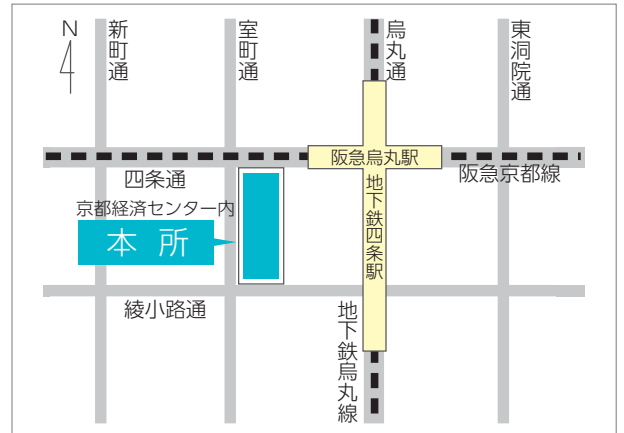 N
新町通
室町通
烏丸通
東洞院通
阪急烏丸駅
四条通
阪急京都線
京都経済センター内
本所
地下鉄四条駅
綾小路通
地下鉄烏丸線